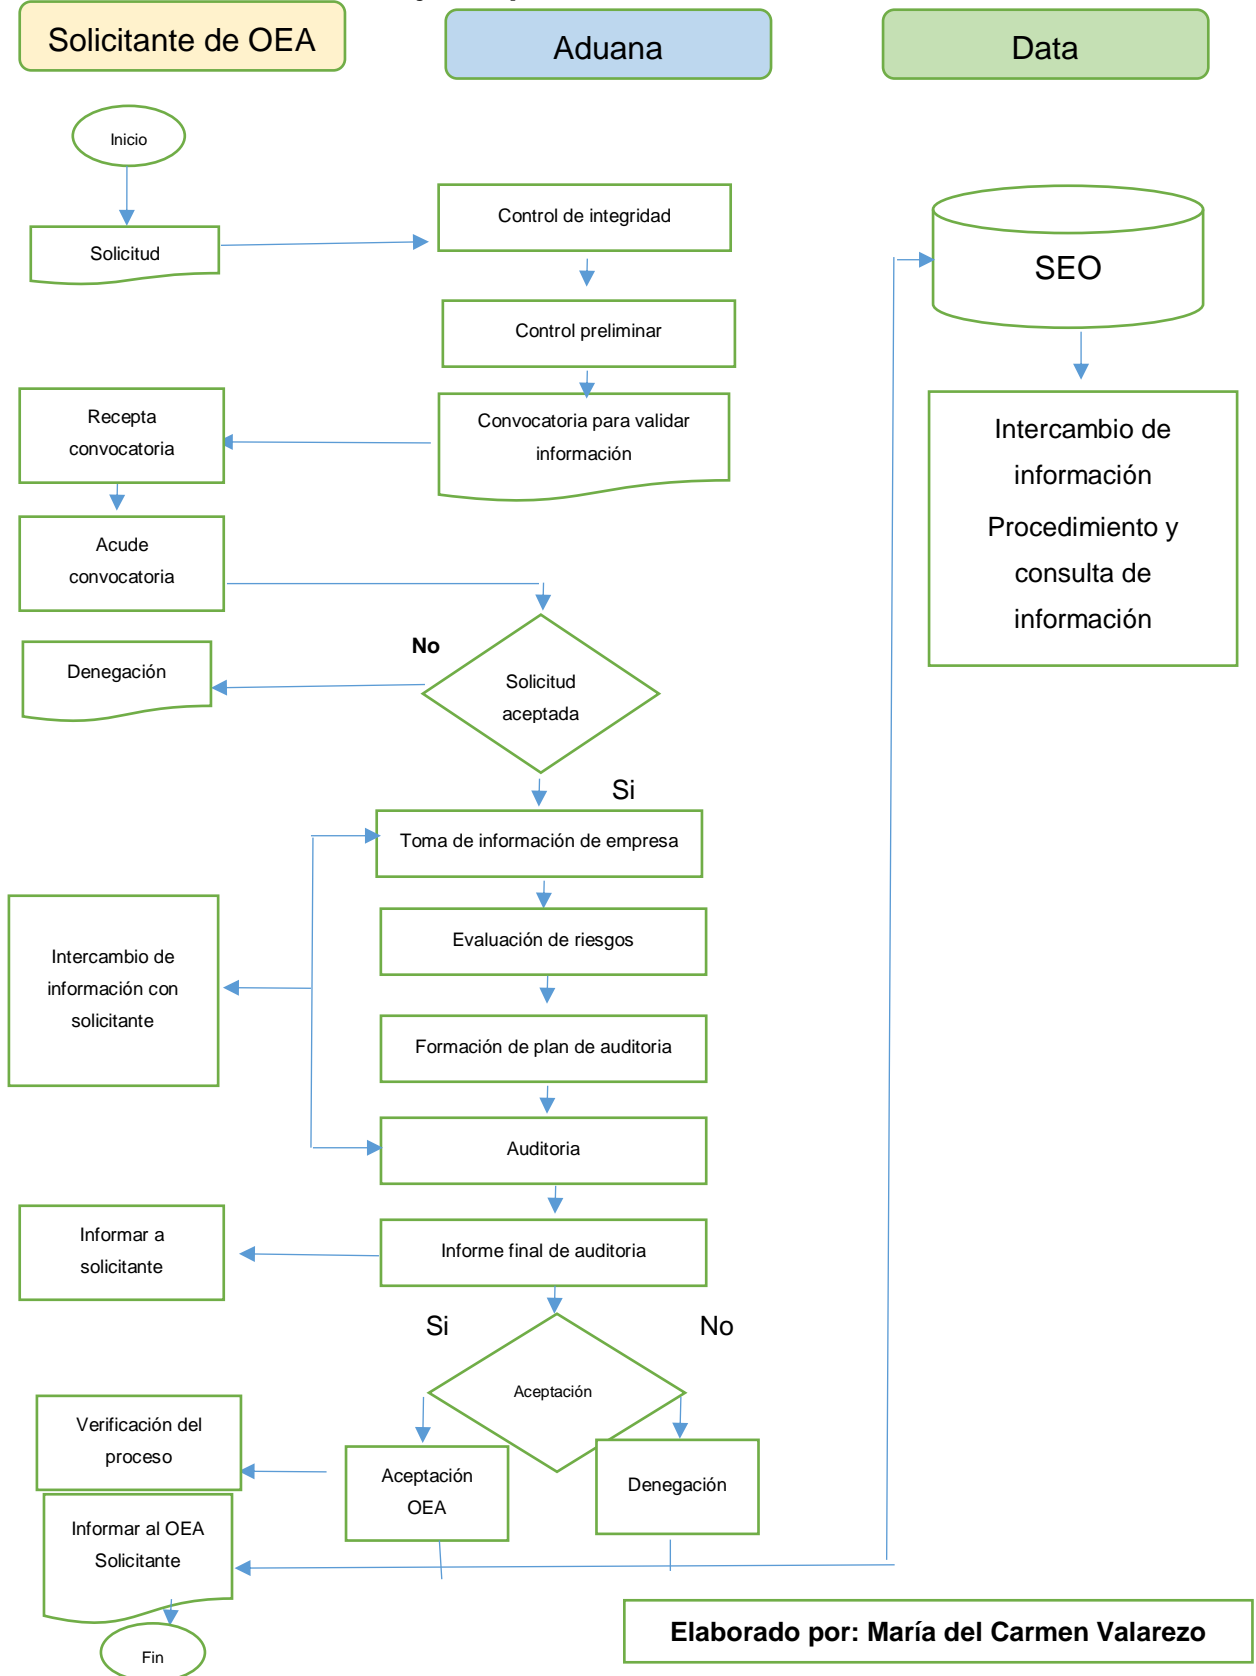 Solicitante de OEA
Aduana
Data
Inicio
Solicitud
Control de integridad
SEO
Control preliminar
Recepta
convocatoria
Convocatoria para validar
información
Intercambio de
información
Procedimiento y
consulta de
información
Acude
convocatoria
No
Denegación
Solicitud
aceptada
Si
Toma de información de empresa
Evaluación de riesgos
Intercambio de
información con
solicitante
Formación de plan de auditoria
Auditoria
Informar a
solicitante
Informe final de auditoria
Si
No
Aceptación
Verificación del
proceso
Aceptación
OEA
Denegación
Informar al OEA
Solicitante
Fin
Elaborado por: María del Carmen Valarezo